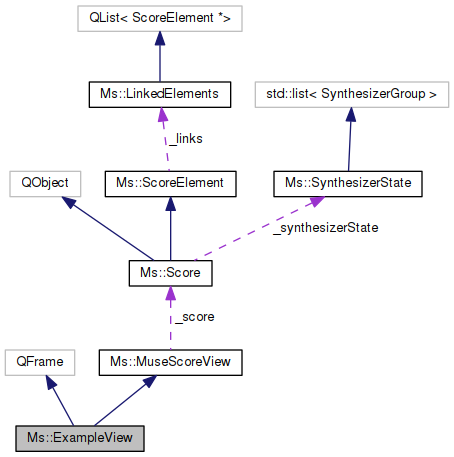 QList< ScoreElement *>
Ms::LinkedElements
std::list< SynthesizerGroup >
_links
QObject
Ms::ScoreElement
Ms::SynthesizerState
_synthesizerState
Ms::Score
_score
QFrame
Ms::MuseScoreView
Ms::ExampleView